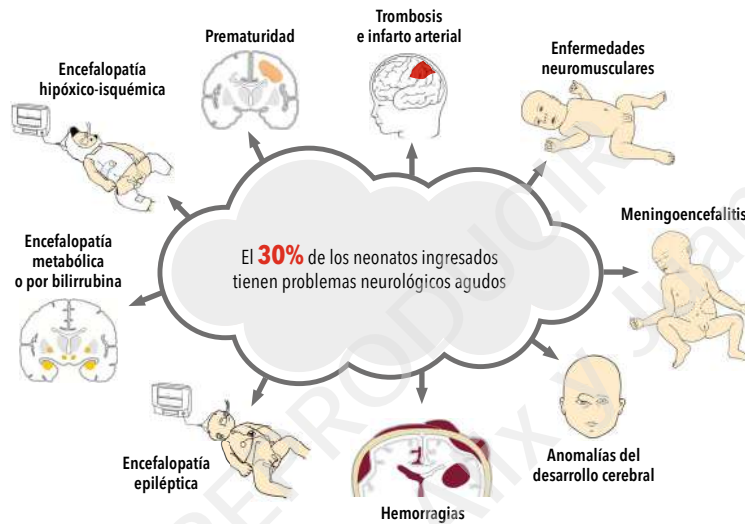 Trombosis
e infarto arterial
Prematuridad
Enfermedades
neuromusculares
Encefalopatía
hipóxico-isquémica
Meningoencefalitis
El 30% de los neonatos ingresados
tienen problemas neurológicos agudos
Encefalopatía
metabólica
o por bilirrubina
Encefalopatía
epiléptica
Anomalías del
desarrollo cerebral
Hemorragias